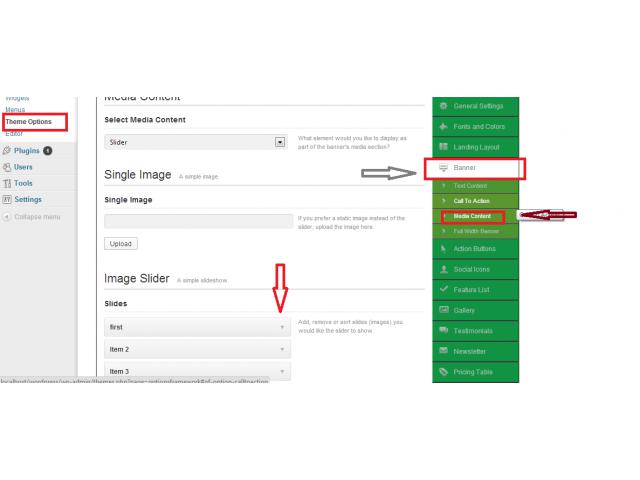 Widgets
Menus
Theme Options
Editor
Plugins 1
Users
Tools
Settings
Collapse menu
Media Content
Select Media Content
Slider
What element would you like to display as
part of the banner's media section?
Single Image A simple image.
Single Image
If you prefer a static image instead of the
slider, upload the image here.
Upload
Image Slider A simple slideshow.
Slides
first
Item 2
Item 3
Add, remove or sort slides (images) you
would like the slider to show.
General Settings
Fonts and Colors
Landing Layout
Banner
Text Content
Call To Action
Media Content
Full Width Banner
Action Buttons
Social Icons
Feature List
Gallery
Testimonials
Newsletter
Pricing Table
localhost/wordpress/wp-admin/themes.php?page=optionsframework#of-option-calltoaction